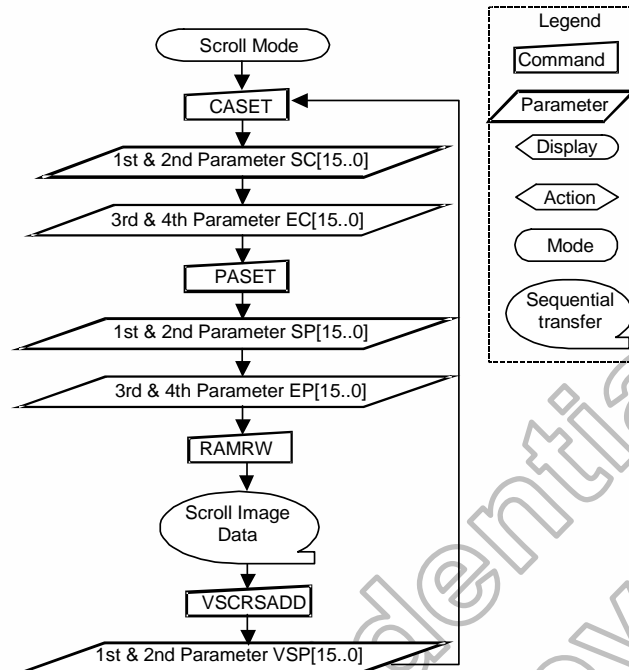 Scroll Mode
CASET
1st & 2nd Parameter SC[15..0]
3rd & 4th Parameter EC[15..0]
PASET
1st & 2nd Parameter SP[15..0]
3rd & 4th Parameter EP[15..0]
RAMRW
Scroll Image
Data
VSCRSADD
1st & 2nd Parameter VSP[15..0]
Legend
Command
Parameter
Display
Action
Mode
Sequential
transfer